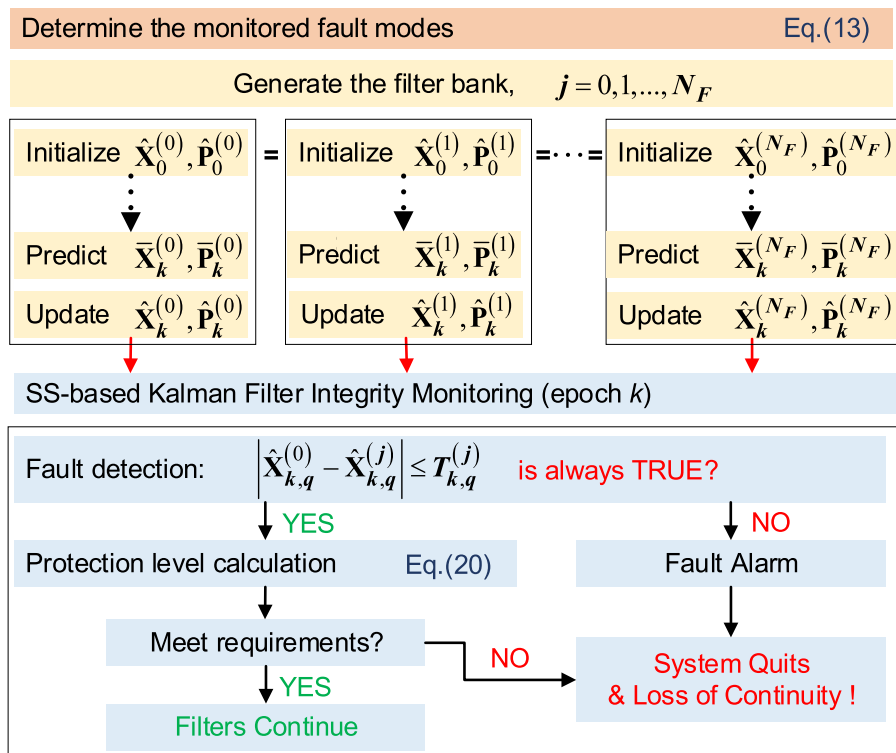 Determine the monitored fault modes Eq.(13)
Generate the filter bank, j = 0,1,...,N_F
Initialize X̂_0^(0), P̂_0^(0) = Initialize X̂_0^(1), P̂_0^(1) =···= Initialize X̂_0^(N_F), P̂_0^(N_F)
Predict X̄_k^(0), P̄_k^(0) Predict X̄_k^(1), P̄_k^(1) Predict X̄_k^(N_F), P̄_k^(N_F)
Update X̂_k^(0), P̂_k^(0) Update X̂_k^(1), P̂_k^(1) Update X̂_k^(N_F), P̂_k^(N_F)
SS-based Kalman Filter Integrity Monitoring (epoch k)
Fault detection: |X̂_{k,q}^(0) − X̂_{k,q}^(j)| ≤ T_{k,q}^(j) is always TRUE?
YES NO
Protection level calculation Eq.(20) Fault Alarm
Meet requirements?
NO
System Quits
& Loss of Continuity !
YES
Filters Continue